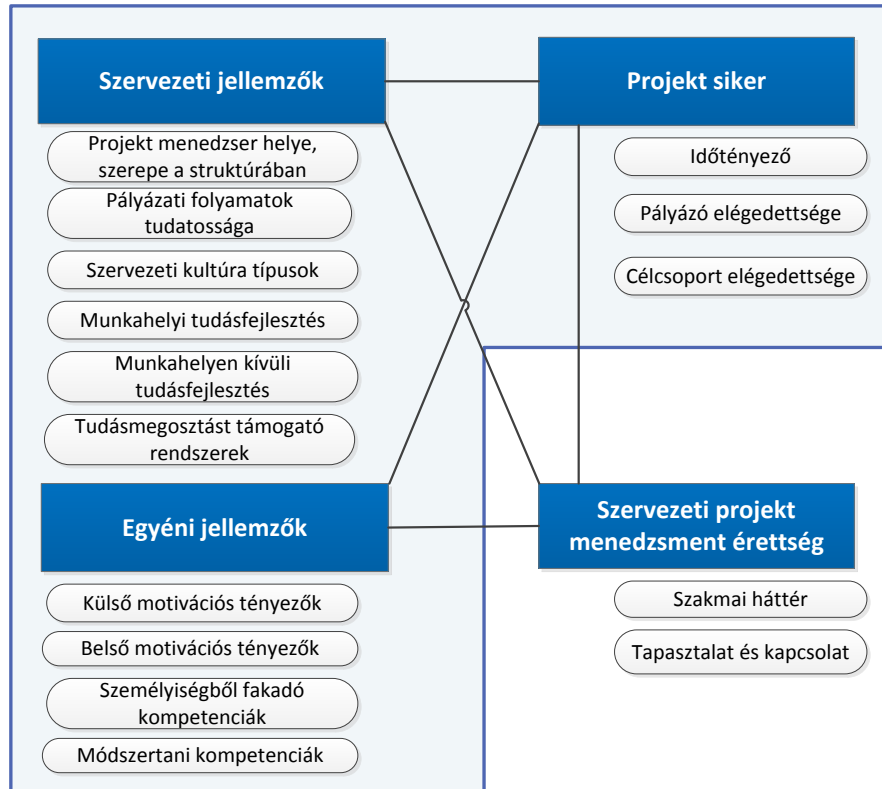 Szervezeti jellemzők
Projekt menedzser helye,
szerepe a struktúrában
Pályázati folyamatok
tudatossága
Szervezeti kultúra típusok
Munkahelyi tudásfejlesztés
Munkahelyen kívüli
tudásfejlesztés
Tudásmegosztást támogató
rendszerek
Projekt siker
Időtényező
Pályázó elégedettsége
Célcsoport elégedettsége
Egyéni jellemzők
Külső motivációs tényezők
Belső motivációs tényezők
Személyiségből fakadó
kompetenciák
Módszertani kompetenciák
Szervezeti projekt
menedzsment érettség
Szakmai háttér
Tapasztalat és kapcsolat